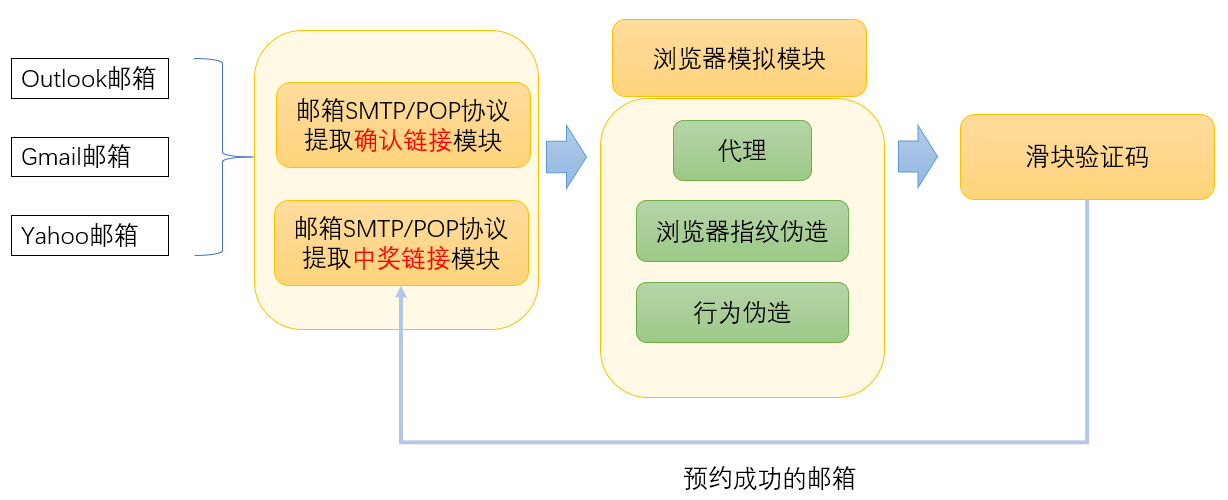 Outlook邮箱
Gmail邮箱
Yahoo邮箱
邮箱SMTP/POP协议
提取确认链接模块
邮箱SMTP/POP协议
提取中奖链接模块
浏览器模拟模块
代理
浏览器指纹伪造
行为伪造
滑块验证码
预约成功的邮箱